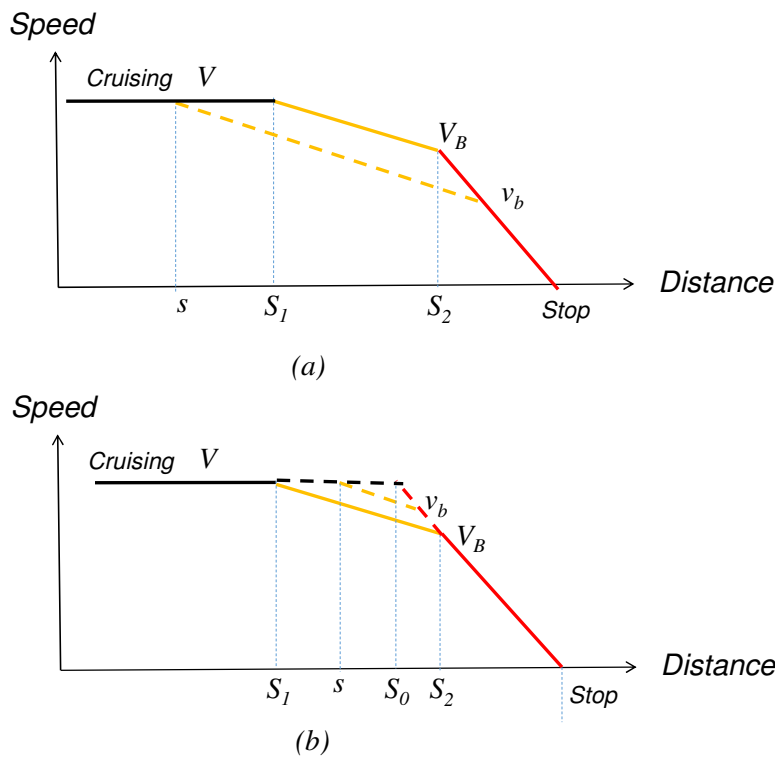 Speed
Cruising V
V_B
v_b
s S_1 S_2 Stop Distance
(a)
Speed
Cruising V
v_b
V_B
S_1 s S_0 S_2 Stop Distance
(b)